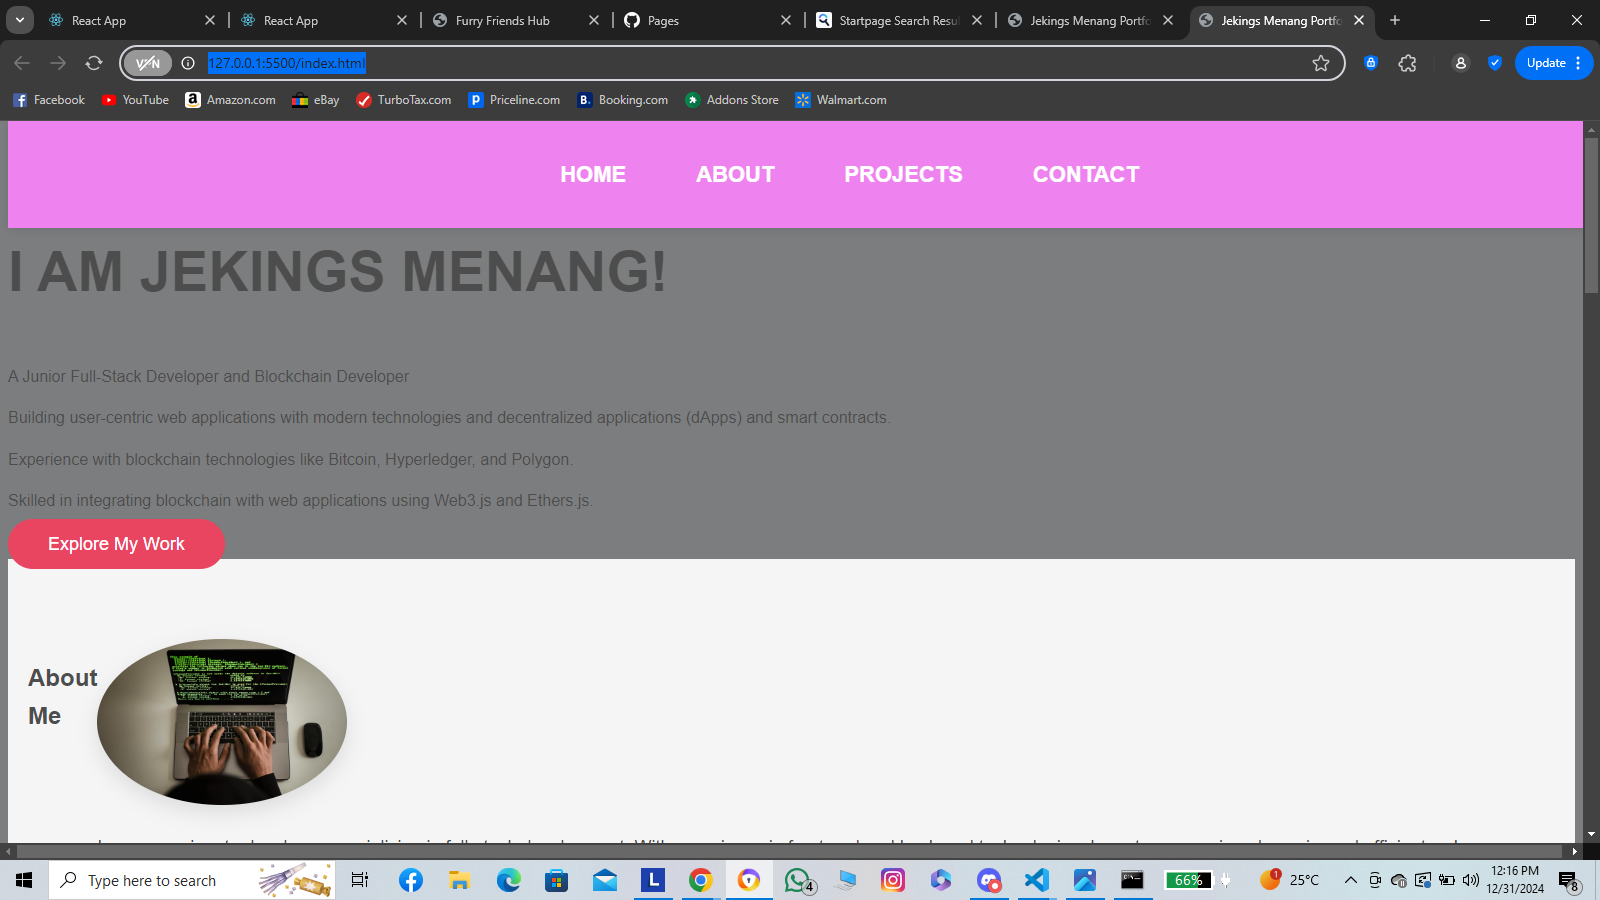 React App
React App
Furry Friends Hub
Pages
Startpage Search Resu
Jekings Menang Portfo
Jekings Menang Portfo
VPN
127.0.0.1:5500/index.html
Update
Facebook
YouTube
Amazon.com
eBay
TurboTax.com
Priceline.com
Booking.com
Addons Store
Walmart.com
HOME
ABOUT
PROJECTS
CONTACT
I AM JEKINGS MENANG!
A Junior Full-Stack Developer and Blockchain Developer
Building user-centric web applications with modern technologies and decentralized applications (dApps) and smart contracts.
Experience with blockchain technologies like Bitcoin, Hyperledger, and Polygon.
Skilled in integrating blockchain with web applications using Web3.js and Ethers.js.
Explore My Work
About
Me
Type here to search
L
4
66%
1
25°C
12:16 PM
12/31/2024
8